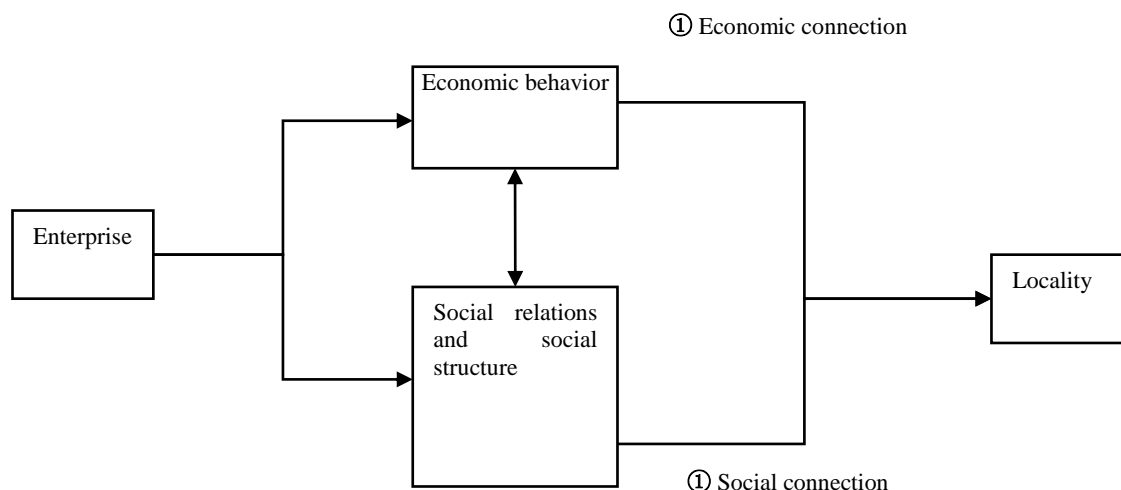 ① Economic connection
Economic behavior
Enterprise
Locality
Social relations
and social
structure
① Social connection